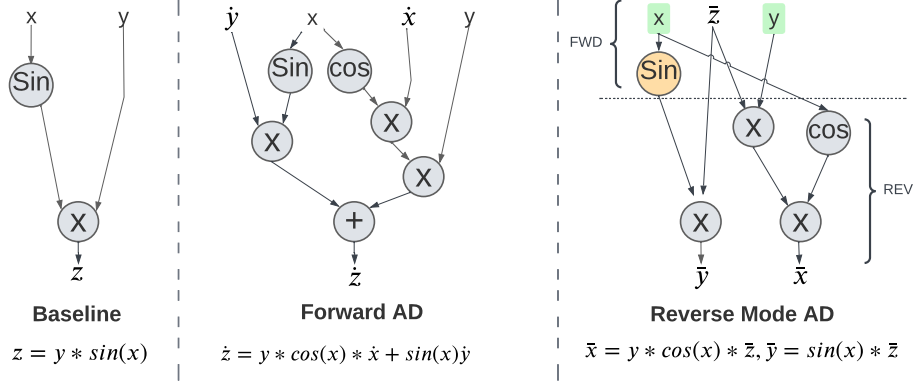 x y
Sin
x
z
Baseline
z = y ∗ sin(x)
ẏ x ẋ y
Sin cos
x
x
x
+
ż
Forward AD
ż = y ∗ cos(x) ∗ ẋ + sin(x)ẏ
x z̄ y
FWD
Sin
x cos
REV
x x
ȳ x̄
Reverse Mode AD
x̄ = y ∗ cos(x) ∗ z̄, ȳ = sin(x) ∗ z̄